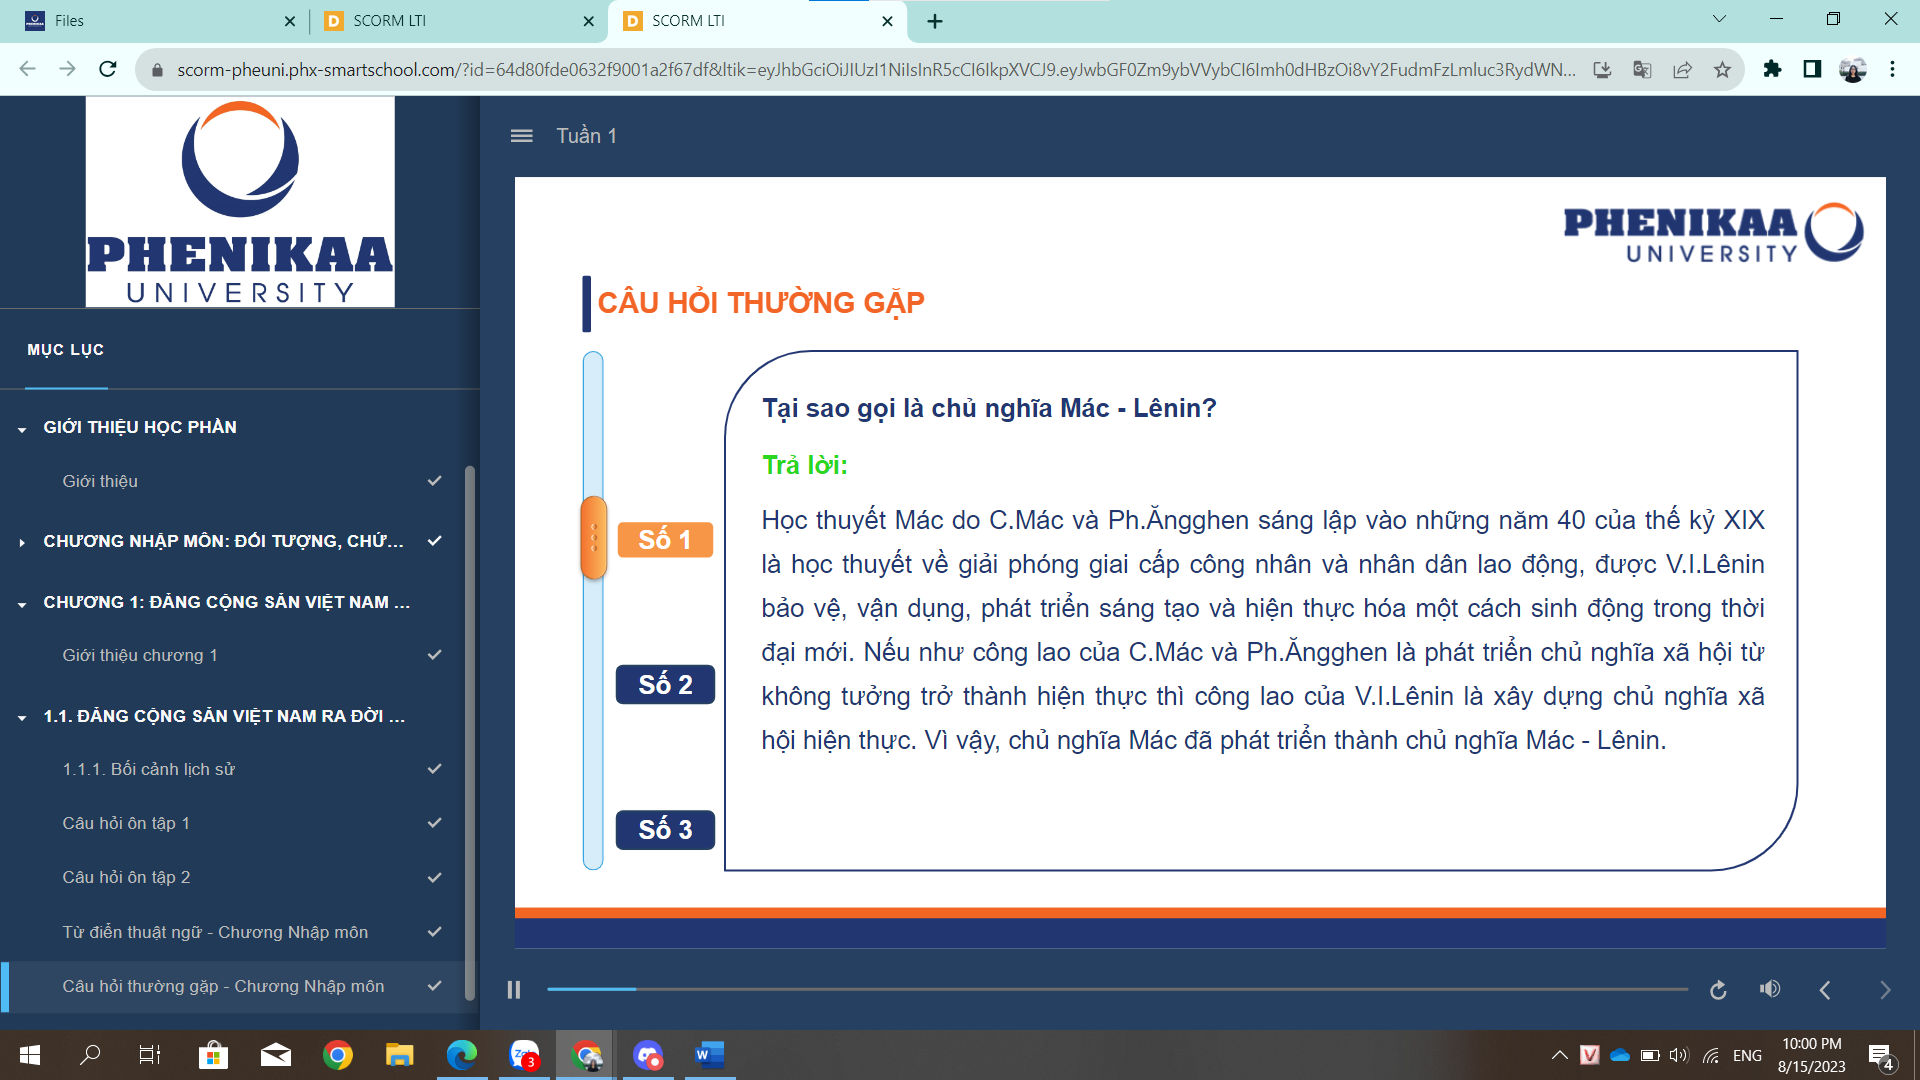 Files
SCORM LTI
SCORM LTI
scorm-pheuni.phx-smartschool.com/?id=64d80fde0632f9001a2f67df&ltik=eyJhbGciOiJIUzI1NiIsInR5cCI6IkpXVCJ9.eyJwbGF0Zm9ybVVybCI6Imh0dHBzOi8vY2FudmFzLmluc3RydWN...
PHENIKAA
UNIVERSITY
MỤC LỤC
GIỚI THIỆU HỌC PHẦN
Giới thiệu
CHƯƠNG NHẬP MÔN: ĐỐI TƯỢNG, CHỨ...
CHƯƠNG 1: ĐẢNG CỘNG SẢN VIỆT NAM ...
Giới thiệu chương 1
1.1. ĐẢNG CỘNG SẢN VIỆT NAM RA ĐỜI ...
1.1.1. Bối cảnh lịch sử
Câu hỏi ôn tập 1
Câu hỏi ôn tập 2
Từ điển thuật ngữ - Chương Nhập môn
Câu hỏi thường gặp - Chương Nhập môn
Tuần 1
PHENIKAA
UNIVERSITY
CÂU HỎI THƯỜNG GẶP
Số 1
Số 2
Số 3
Tại sao gọi là chủ nghĩa Mác - Lênin?
Trả lời:
Học thuyết Mác do C.Mác và Ph.Ăngghen sáng lập vào những năm 40 của thế kỷ XIX
là học thuyết về giải phóng giai cấp công nhân và nhân dân lao động, được V.I.Lênin
bảo vệ, vận dụng, phát triển sáng tạo và hiện thực hóa một cách sinh động trong thời
đại mới. Nếu như công lao của C.Mác và Ph.Ăngghen là phát triển chủ nghĩa xã hội từ
không tưởng trở thành hiện thực thì công lao của V.I.Lênin là xây dựng chủ nghĩa xã
hội hiện thực. Vì vậy, chủ nghĩa Mác đã phát triển thành chủ nghĩa Mác - Lênin.
ENG
10:00 PM
8/15/2023
4
3